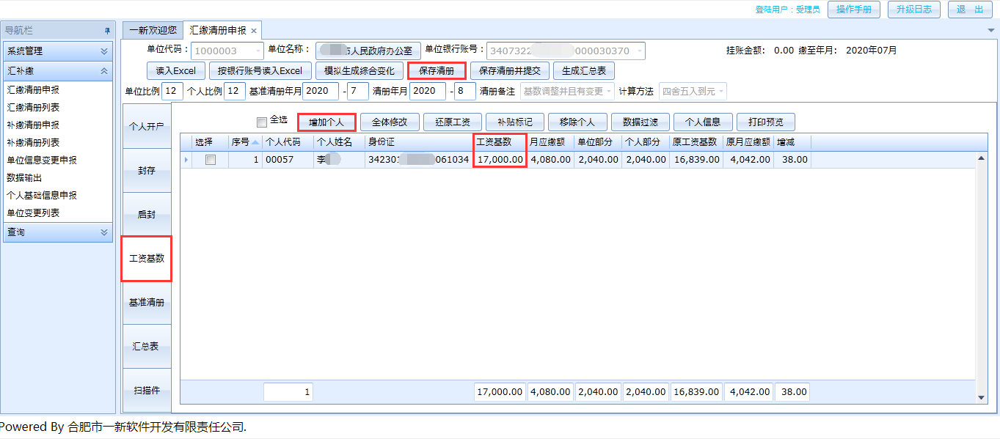 登陆用户：受理员 操作手册 升级日志 退 出
导航栏
系统管理
汇补缴
汇缴清册申报
汇缴清册列表
补缴清册申报
补缴清册列表
单位信息变更申报
数据输出
个人基础信息申报
单位变更列表
查询
一新欢迎您 汇缴清册申报 ×
单位代码： 1000003 单位名称： 市人民政府办公室 单位银行账号： 3407322 000030370 挂账金额: 0.00 缴至年月: 2020年07月
读入Excel 按银行账号读入Excel 模拟生成综合变化 保存清册 保存清册并提交 生成汇总表
单位比例 12 个人比例 12 基准清册年月 2020 - 7 清册年月 2020 - 8 清册备注 基数调整并且有变更 计算方法 四舍五入到元
个人开户
封存
启封
工资基数
基准清册
汇总表
扫描件
全选 增加个人 全体修改 还原工资 补贴标记 移除个人 数据过滤 个人信息 打印预览
选择 序号 个人代码 个人姓名 身份证 工资基数 月应缴额 单位部分 个人部分 原工资基数 原月应缴额 增减
1 00057 李 342301 061034 17,000.00 4,080.00 2,040.00 2,040.00 16,839.00 4,042.00 38.00
1 17,000.00 4,080.00 2,040.00 2,040.00 16,839.00 4,042.00 38.00
Powered By 合肥市一新软件开发有限责任公司.